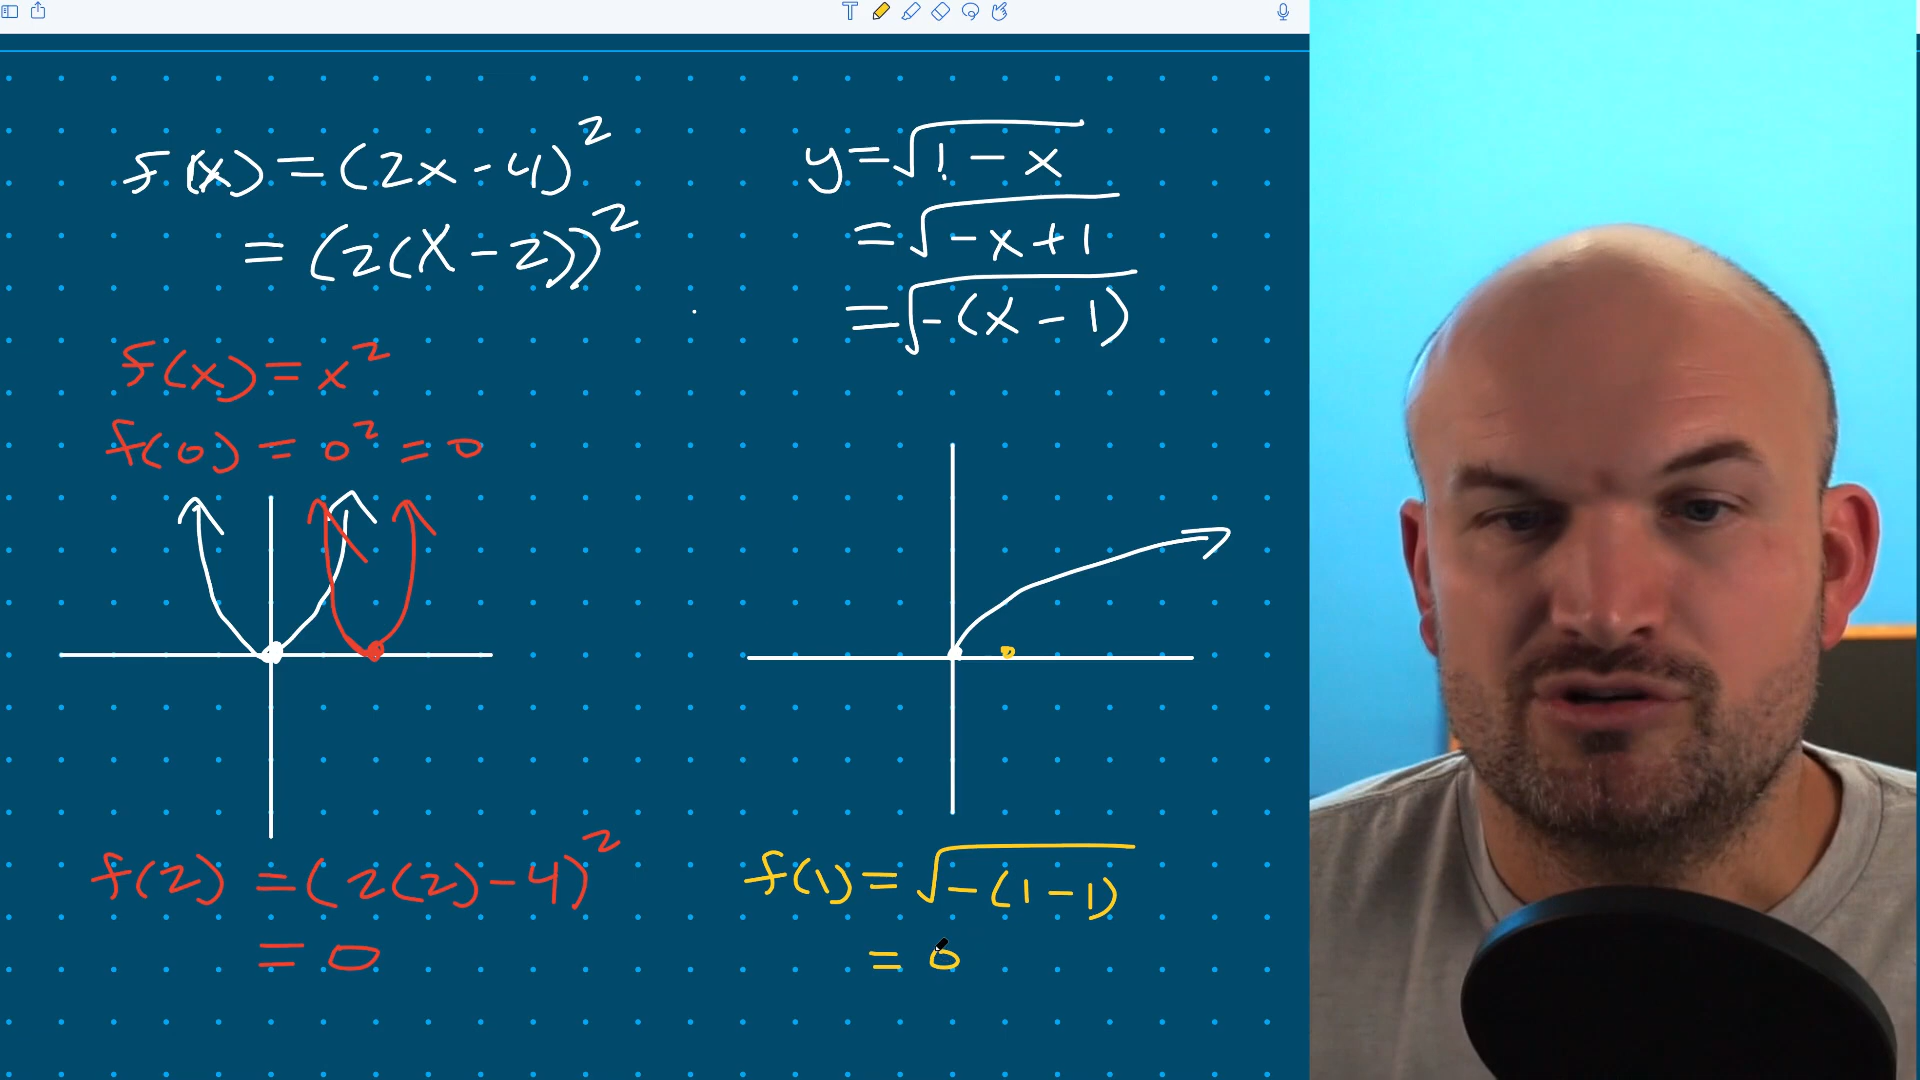 f(x) = (2x - 4)²
= (2(x - 2))²
f(x) = x²
f(0) = 0² = 0
f(2) = (2(2) - 4)²
= 0
y = √(1 - x)
= √(-x + 1)
= √(-(x - 1))
f(1) = √(-(1 - 1))
= 0